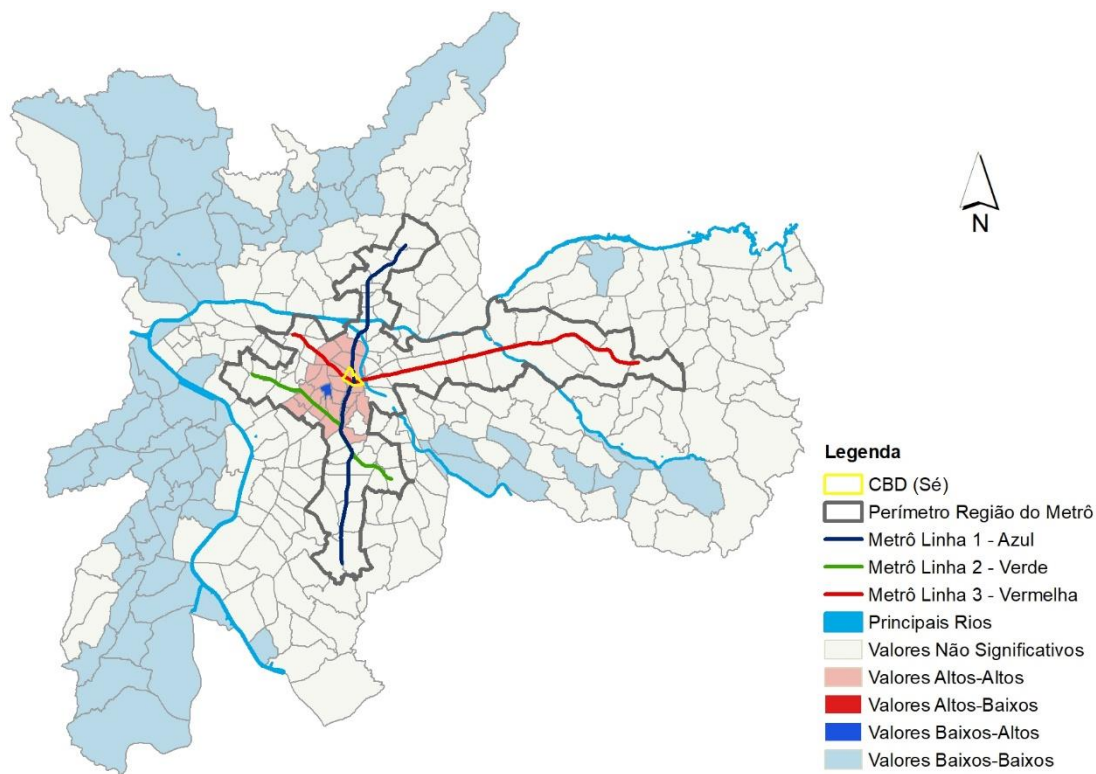 N
Legenda
CBD (Sé)
Perímetro Região do Metrô
Metrô Linha 1 - Azul
Metrô Linha 2 - Verde
Metrô Linha 3 - Vermelha
Principais Rios
Valores Não Significativos
Valores Altos-Altos
Valores Altos-Baixos
Valores Baixos-Altos
Valores Baixos-Baixos